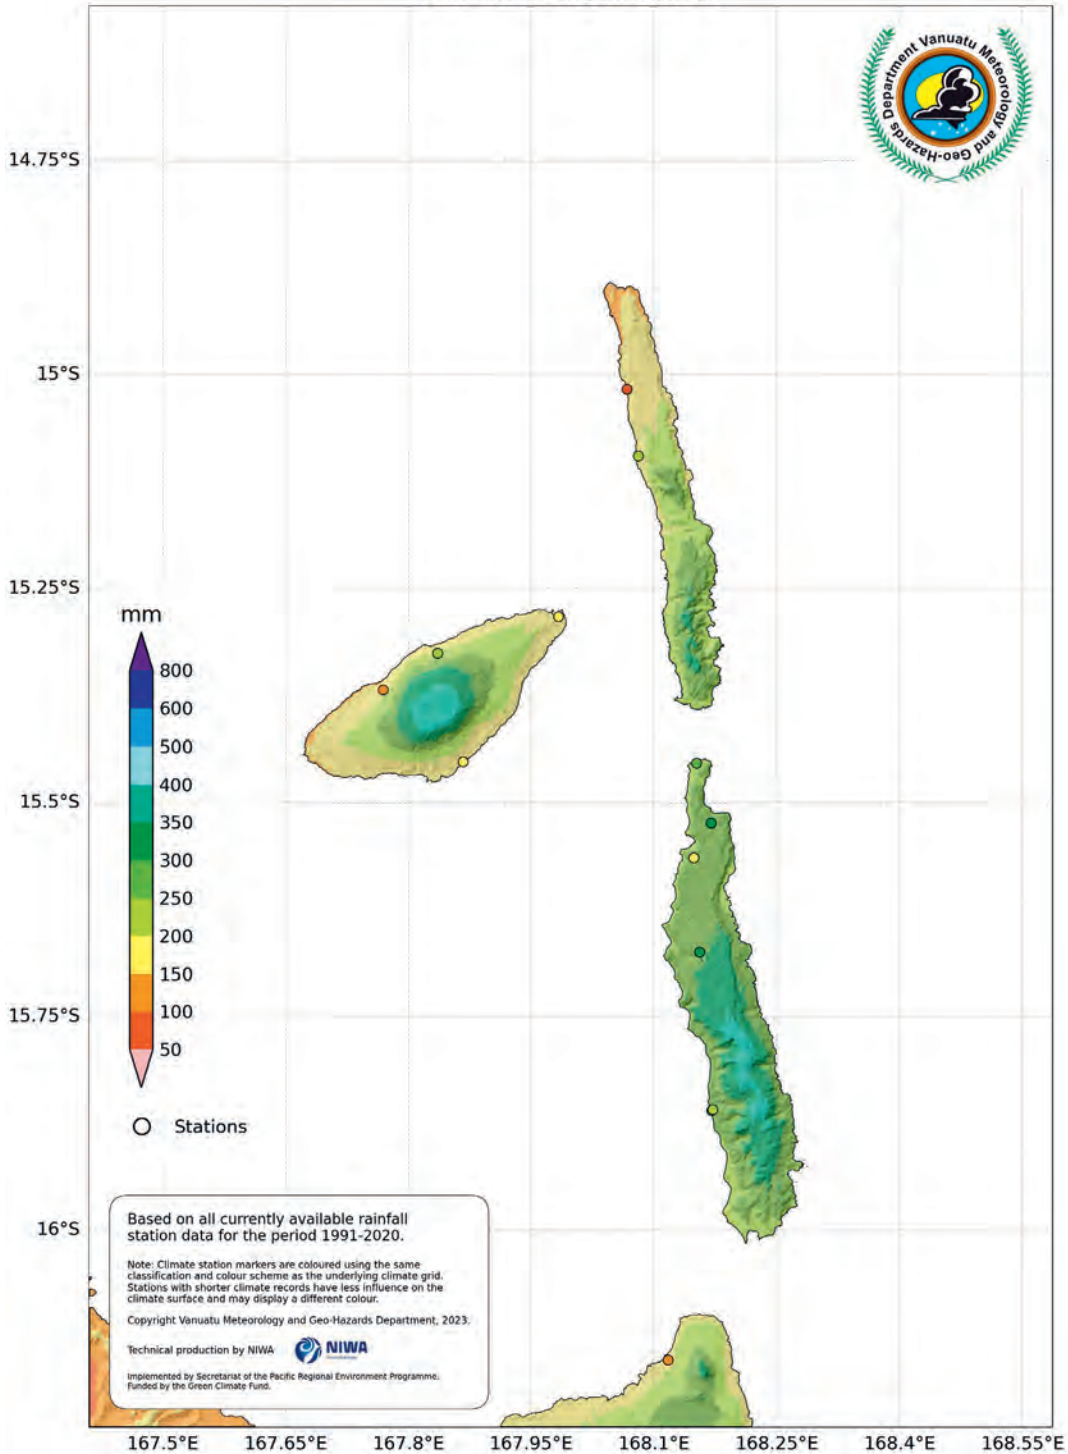 Vanuatu Meteorology and Geo-Hazards Department
14.75°S
15°S
15.25°S
15.5°S
15.75°S
16°S
mm
800
600
500
400
350
300
250
200
150
100
50
Stations
Based on all currently available rainfall
station data for the period 1991-2020.
Note: Climate station markers are coloured using the same
classification and colour scheme as the underlying climate grid.
Stations with shorter climate records have less influence on the
climate surface and may display a different colour.
Copyright Vanuatu Meteorology and Geo-Hazards Department, 2023.
Technical production by NIWA
NIWA
Implemented by Secretariat of the Pacific Regional Environment Programme.
Funded by the Green Climate Fund.
167.5°E 167.65°E 167.8°E 167.95°E 168.1°E 168.25°E 168.4°E 168.55°E